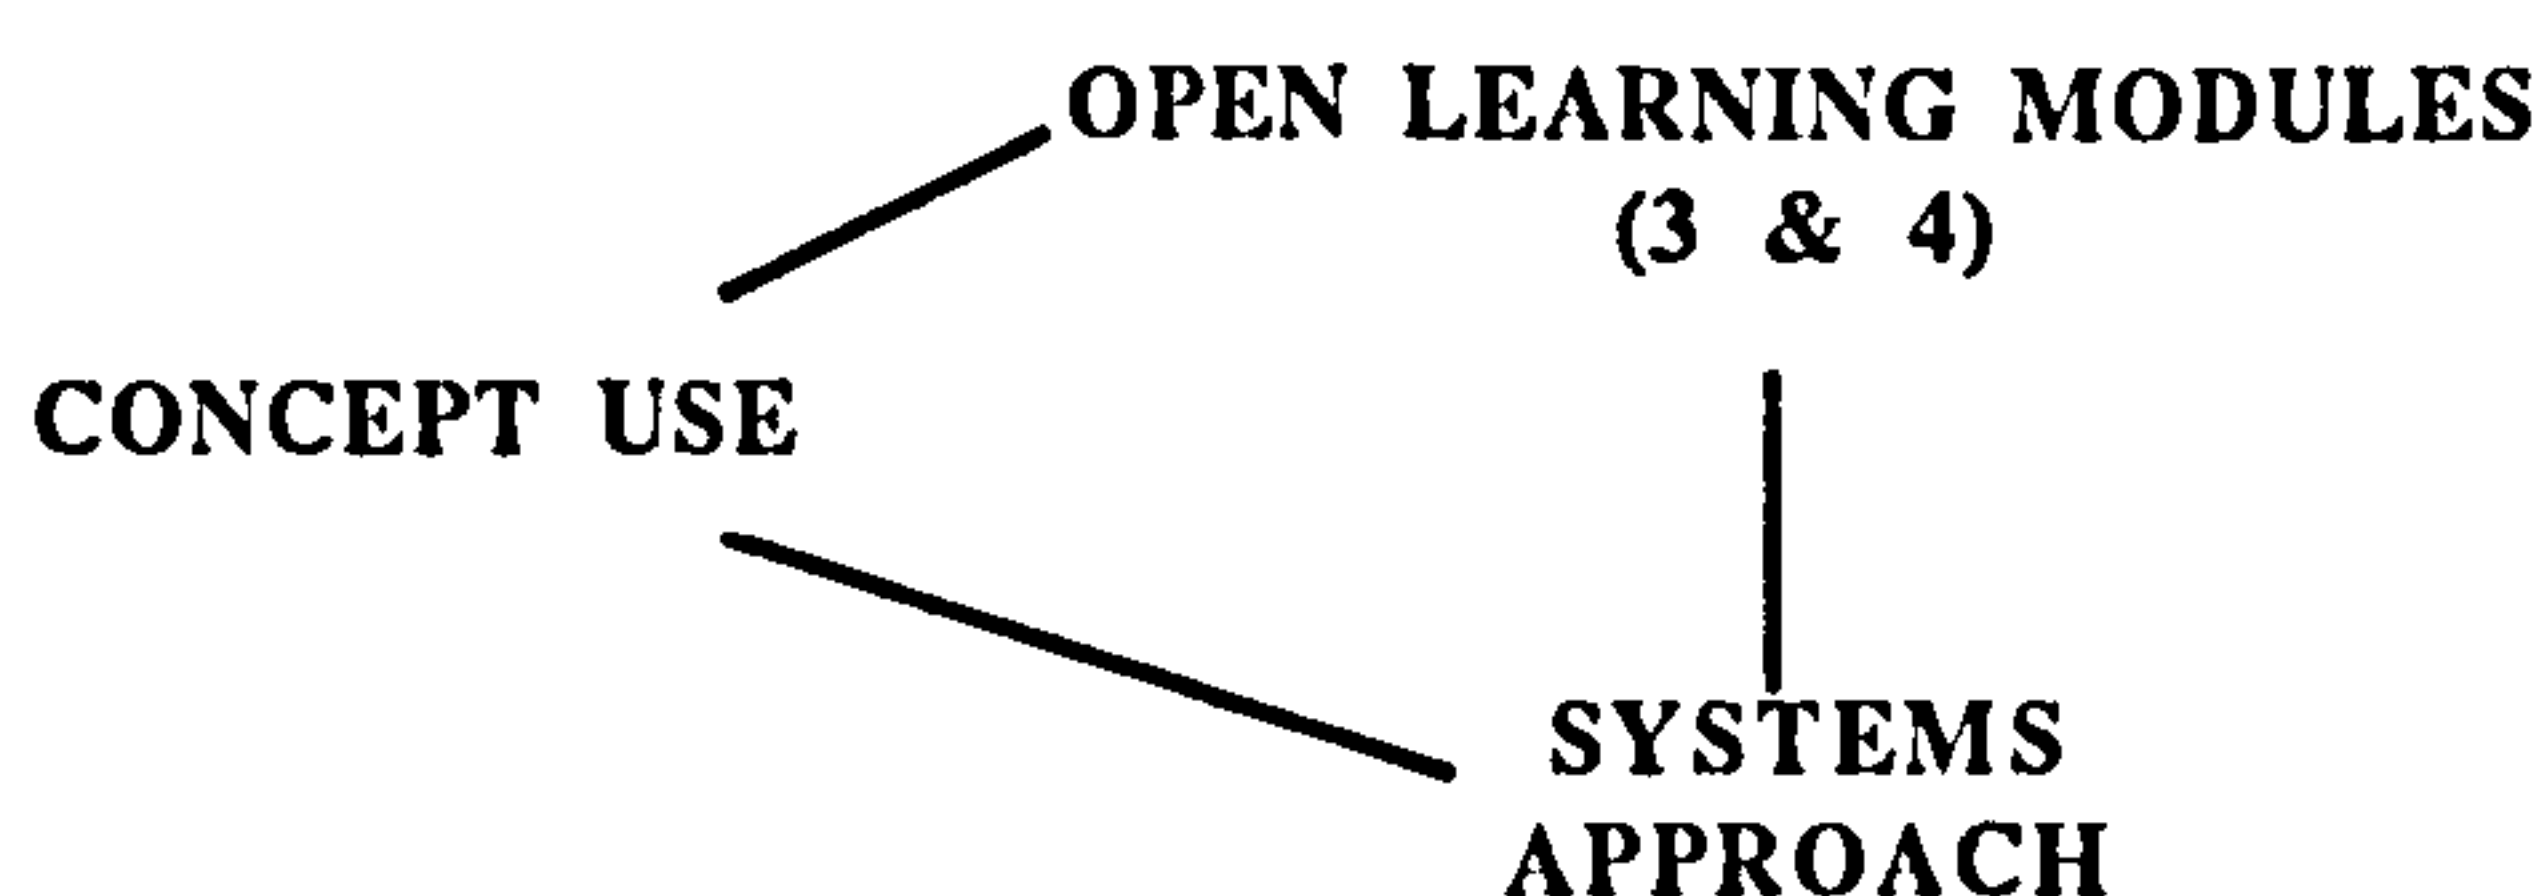 OPEN LEARNING MODULES
(3 & 4)
CONCEPT USE
SYSTEMS
APPROACH